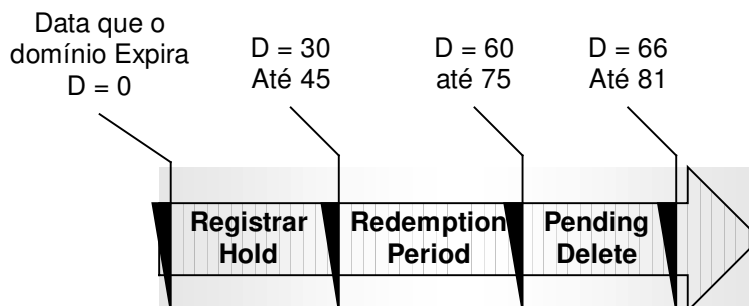 Data que o
domínio Expira
D = 0
D = 30
Até 45
D = 60
até 75
D = 66
Até 81
Registrar
Hold
Redemption
Period
Pending
Delete